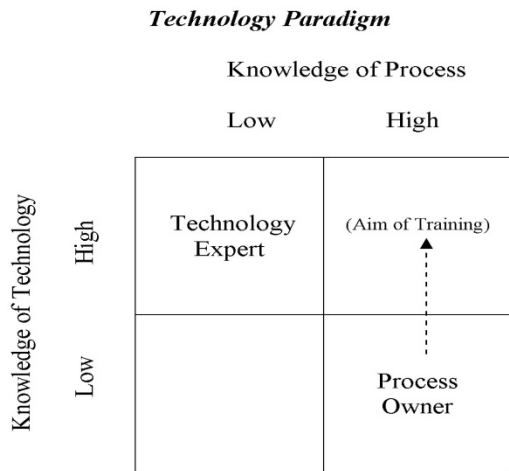 Technology Paradigm
Knowledge of Process
Low High
Knowledge of Technology
High
Technology
Expert
(Aim of Training)
Low
Process
Owner